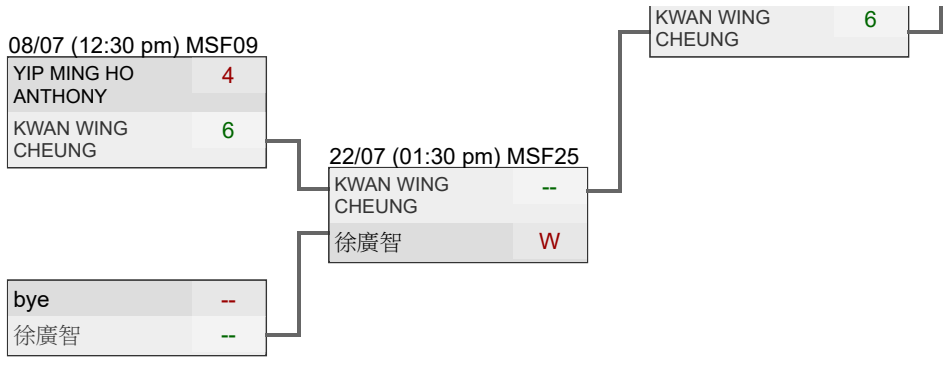 KWAN WING
CHEUNG
6
08/07 (12:30 pm) MSF09
YIP MING HO
ANTHONY
4
KWAN WING
CHEUNG
6
22/07 (01:30 pm) MSF25
KWAN WING
CHEUNG
--
徐廣智
W
bye
--
徐廣智
--